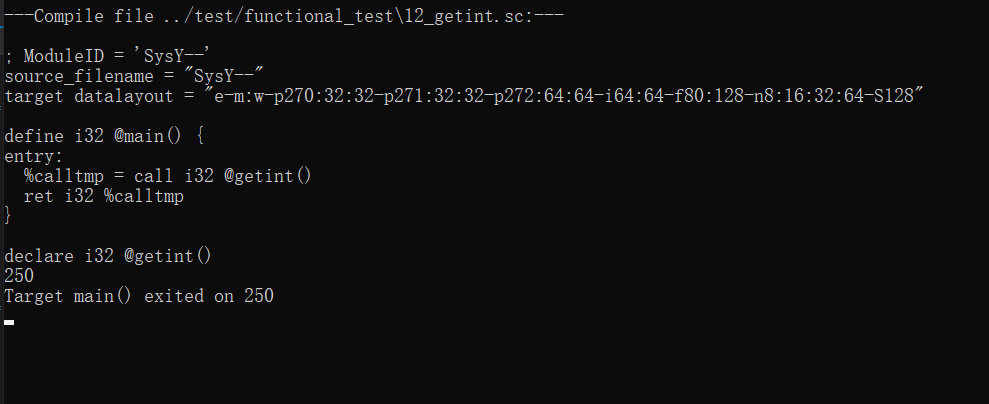 ---Compile file ../test/functional_test\12_getint.sc:---
; ModuleID = 'SysY--'
source_filename = "SysY--"
target datalayout = "e-m:w-p270:32:32-p271:32:32-p272:64:64-i64:64-f80:128-n8:16:32:64-S128"
define i32 @main() {
entry:
  %calltmp = call i32 @getint()
  ret i32 %calltmp
}
declare i32 @getint()
250
Target main() exited on 250